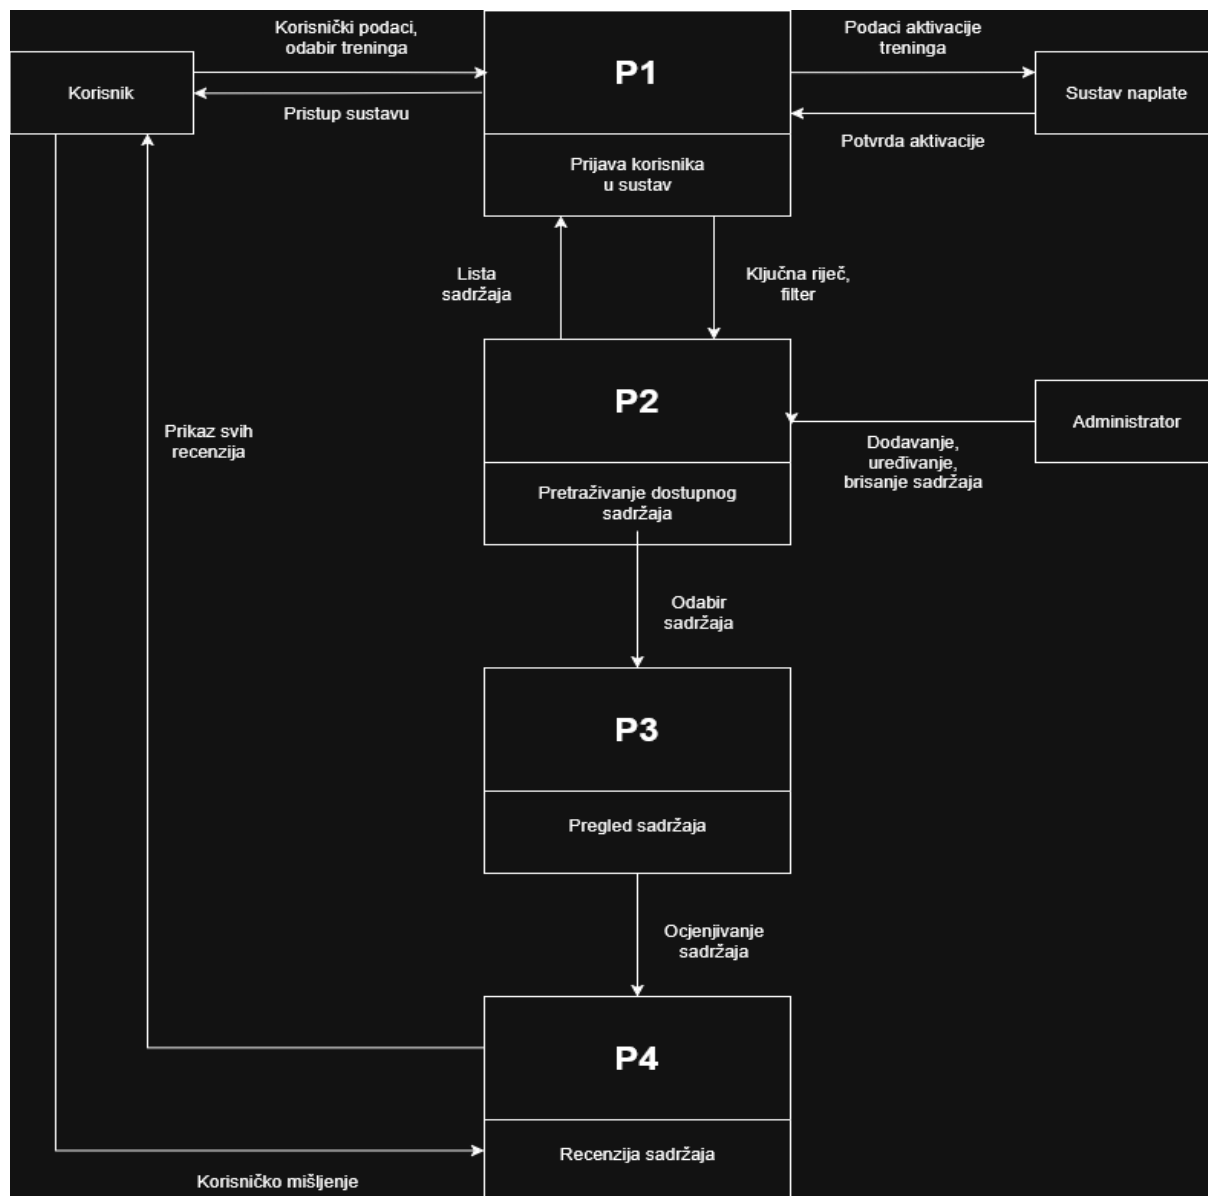 Korisnički podaci,
odabir treninga
Podaci aktivacije
treninga
Korisnik
P1
Sustav naplate
Pristup sustavu
Potvrda aktivacije
Prijava korisnika
u sustav
Lista
sadržaja
Ključna riječ,
filter
P2
Administrator
Prikaz svih
recenzija
Dodavanje,
uređivanje,
brisanje sadržaja
Pretraživanje dostupnog
sadržaja
Odabir
sadržaja
P3
Pregled sadržaja
Ocjenjivanje
sadržaja
P4
Recenzija sadržaja
Korisničko mišljenje